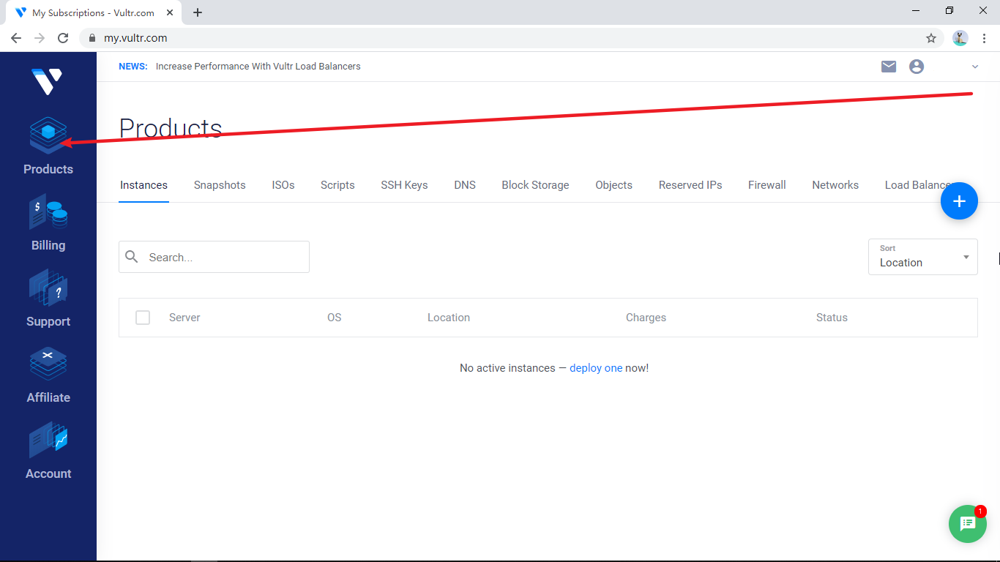 My Subscriptions - Vultr.com
my.vultr.com
NEWS: Increase Performance With Vultr Load Balancers
Products
Products
Billing
Support
Affiliate
Account
Instances Snapshots ISOs Scripts SSH Keys DNS Block Storage Objects Reserved IPs Firewall Networks Load Balancer
Search...
Sort
Location
Server OS Location Charges Status
No active instances — deploy one now!
1